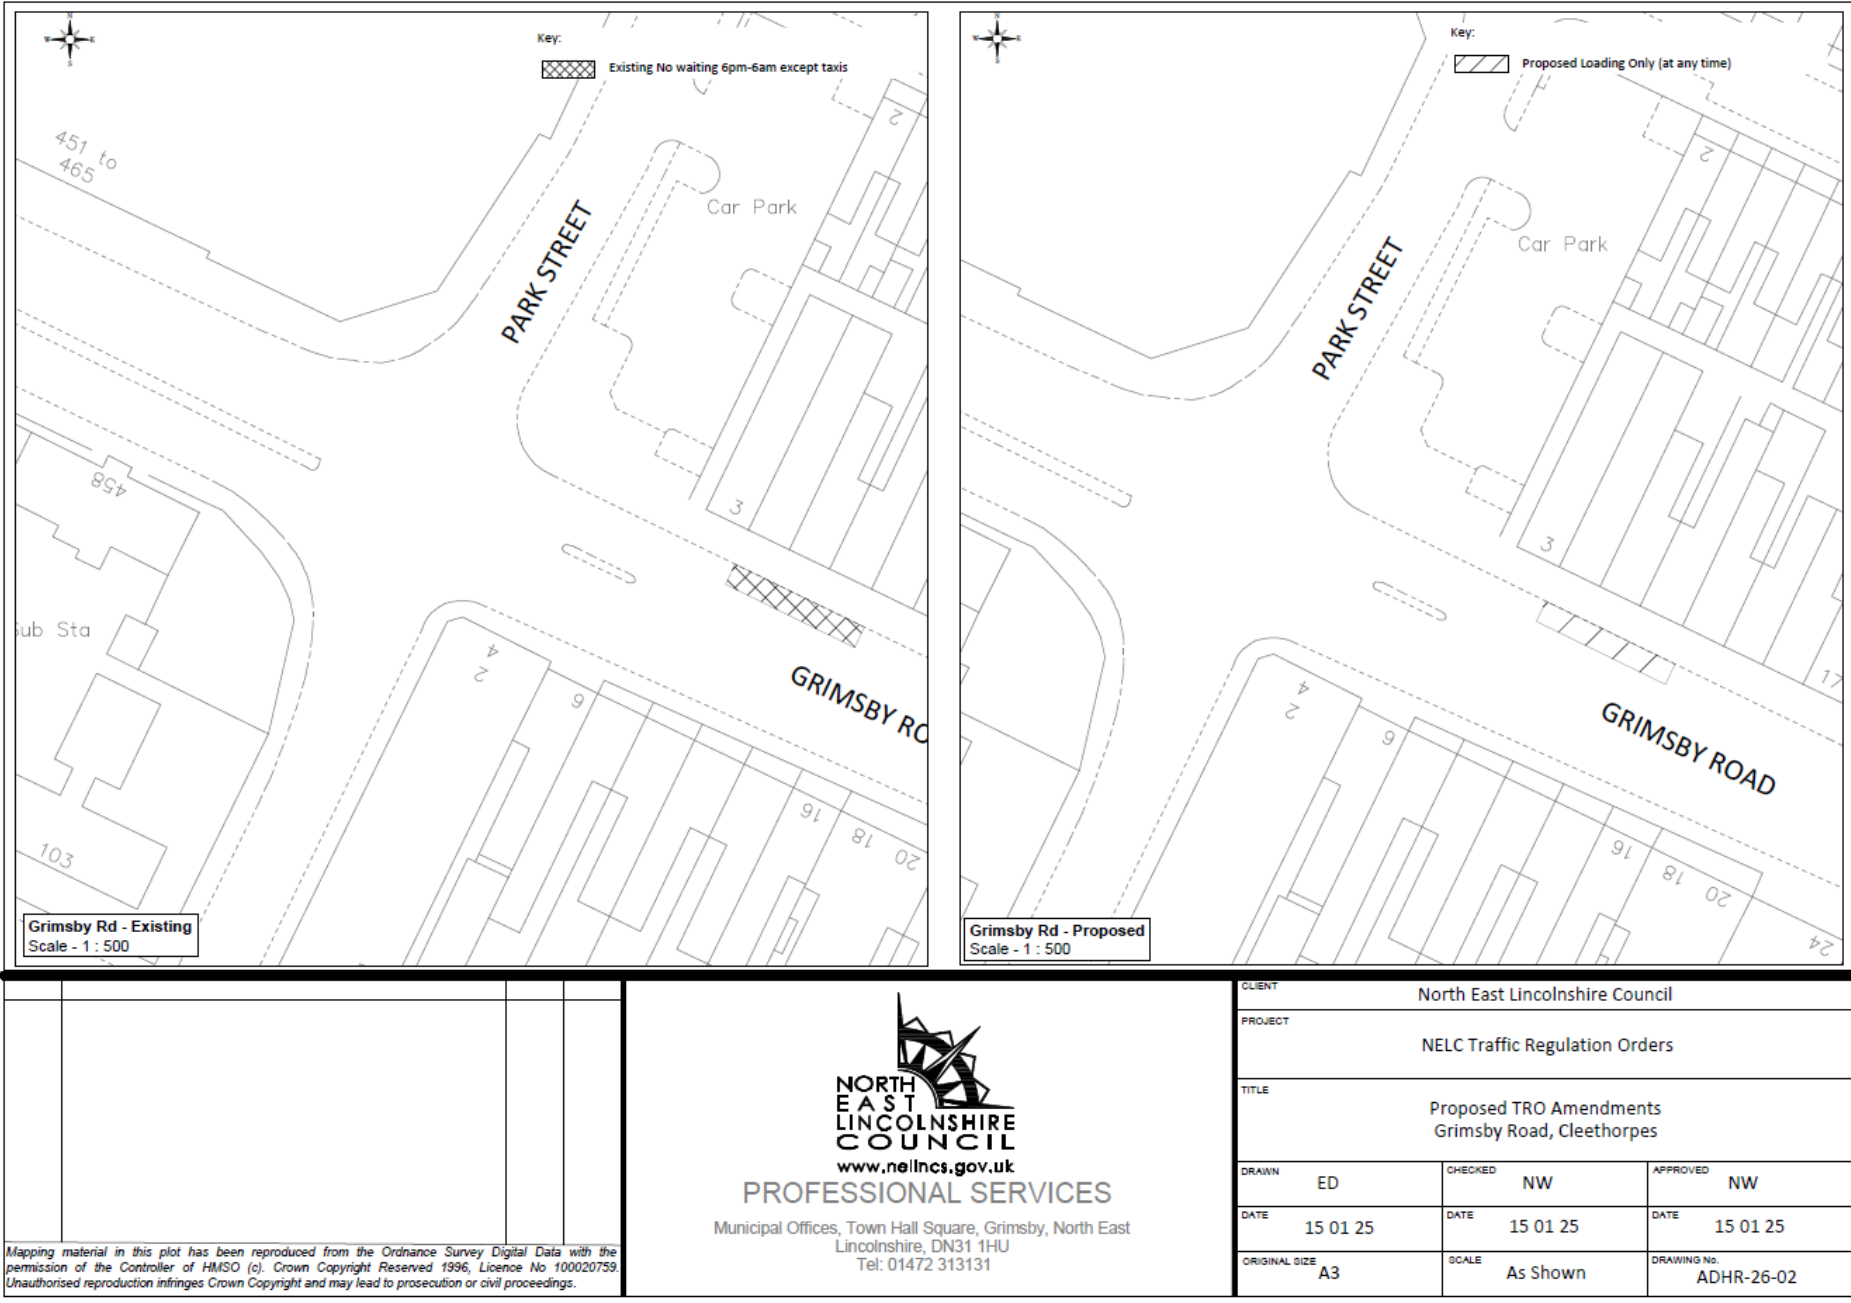 N
W E
S
Key:
Existing No waiting 6pm-6am except taxis
451 to
465
PARK STREET
Car Park
2
458
3
Sub Sta
4
2
6
GRIMSBY RO
16
18
20
103
Grimsby Rd - Existing
Scale - 1 : 500
N
W E
S
Key:
Proposed Loading Only (at any time)
2
PARK STREET
Car Park
3
17
4
2
6
GRIMSBY ROAD
16
18
20
24
Grimsby Rd - Proposed
Scale - 1 : 500
Mapping material in this plot has been reproduced from the Ordnance Survey Digital Data with the
permission of the Controller of HMSO (c). Crown Copyright Reserved 1996, Licence No 100020759.
Unauthorised reproduction infringes Crown Copyright and may lead to prosecution or civil proceedings.
NORTH
EAST
LINCOLNSHIRE
COUNCIL
www.nelincs.gov.uk
PROFESSIONAL SERVICES
Municipal Offices, Town Hall Square, Grimsby, North East
Lincolnshire, DN31 1HU
Tel: 01472 313131
CLIENT
North East Lincolnshire Council
PROJECT
NELC Traffic Regulation Orders
TITLE
Proposed TRO Amendments
Grimsby Road, Cleethorpes
DRAWN ED CHECKED NW APPROVED NW
DATE 15 01 25 DATE 15 01 25 DATE 15 01 25
ORIGINAL SIZE A3 SCALE As Shown DRAWING No. ADHR-26-02